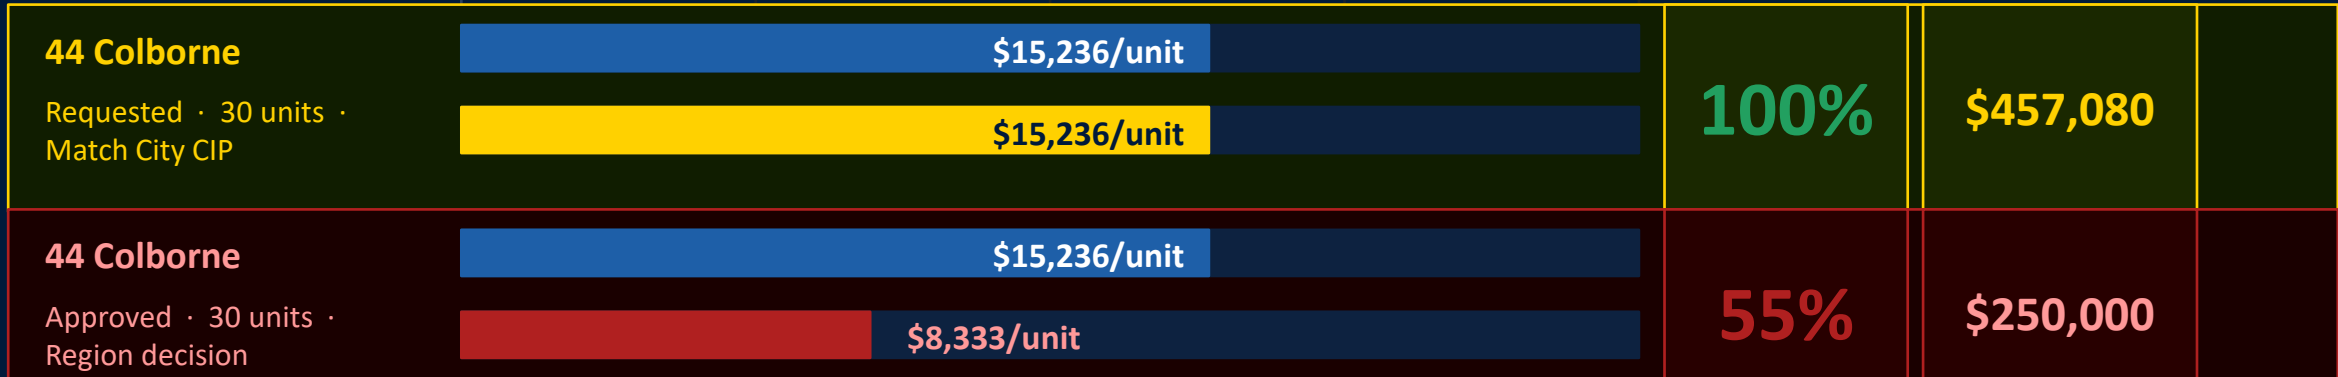 44 Colborne
Requested · 30 units ·
Match City CIP
$15,236/unit
$15,236/unit
100%
$457,080
44 Colborne
Approved · 30 units ·
Region decision
$15,236/unit
$8,333/unit
55%
$250,000